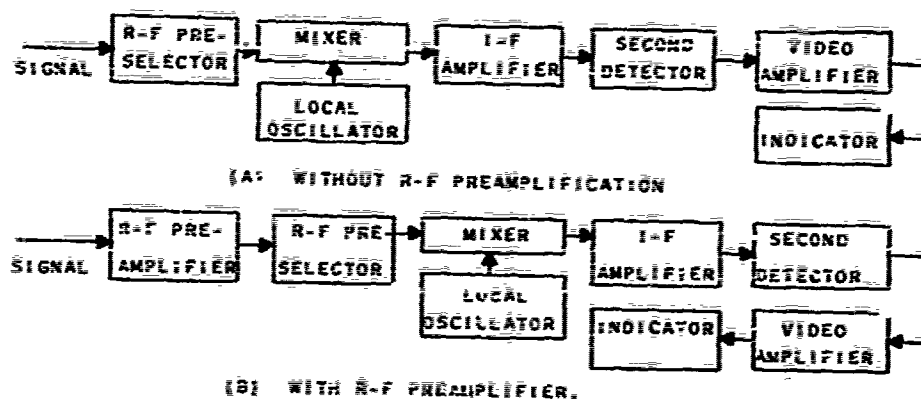 R-F PRE-
SELECTOR
MIXER
I-F
AMPLIFIER
SECOND
DETECTOR
VIDEO
AMPLIFIER
SIGNAL
LOCAL
OSCILLATOR
INDICATOR
(A) WITHOUT R-F PREAMPLIFICATION
R-F PRE-
AMPLIFIER
R-F PRE
SELECTOR
MIXER
I-F
AMPLIFIER
SECOND
DETECTOR
SIGNAL
LOCAL
OSCILLATOR
INDICATOR
VIDEO
AMPLIFIER
(B) WITH R-F PREAMPLIFIER.